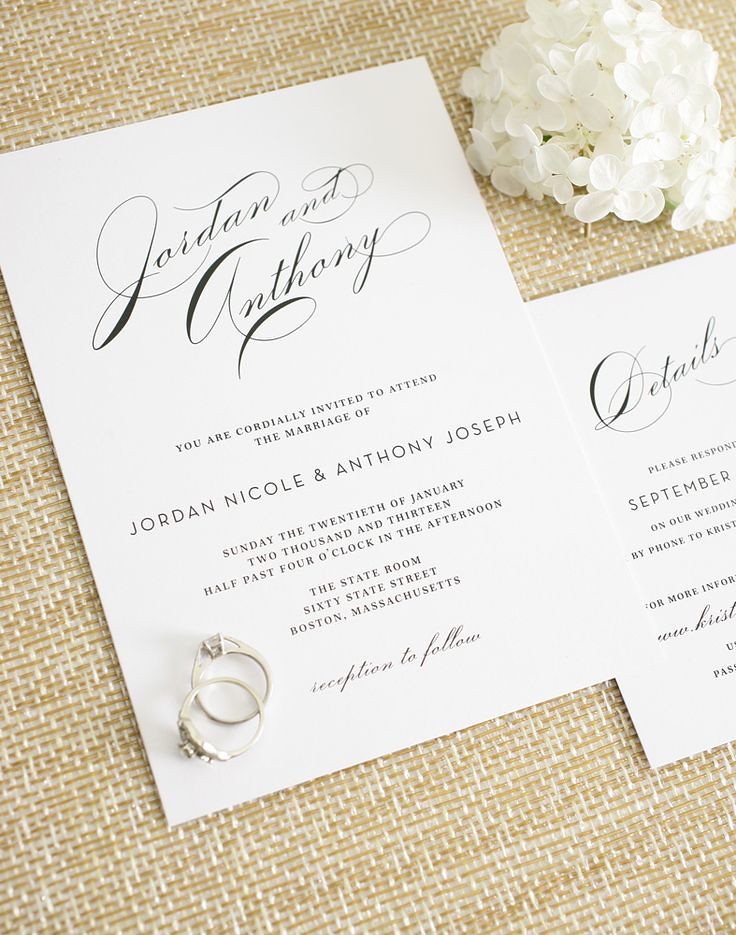 Jordan and
Anthony
YOU ARE CORDIALLY INVITED TO ATTEND
THE MARRIAGE OF
JORDAN NICOLE & ANTHONY JOSEPH
SUNDAY THE TWENTIETH OF JANUARY
TWO THOUSAND AND THIRTEEN
HALF PAST FOUR O'CLOCK IN THE AFTERNOON
THE STATE ROOM
SIXTY STATE STREET
BOSTON, MASSACHUSETTS
reception to follow
Details
PLEASE RESPOND
SEPTEMBER
ON OUR WEDDING
BY PHONE TO
FOR MORE